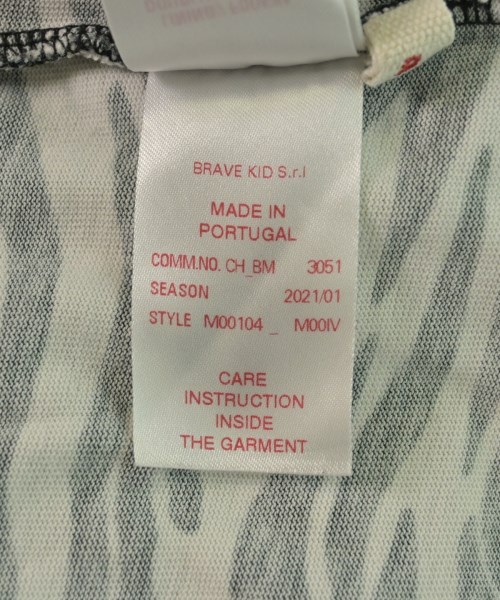 BRAVE KID S.r.l
MADE IN
PORTUGAL
COMM.NO. CH_BM 3051
SEASON 2021/01
STYLE M00104_ M00IV
CARE
INSTRUCTION
INSIDE
THE GARMENT